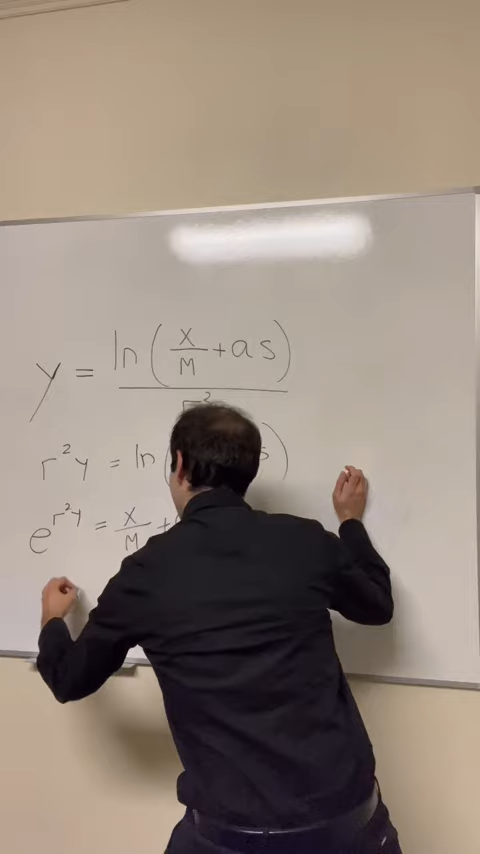 y = ln(x/M + as)/r²
r²y = ln( s)
e^r²y = x/M +